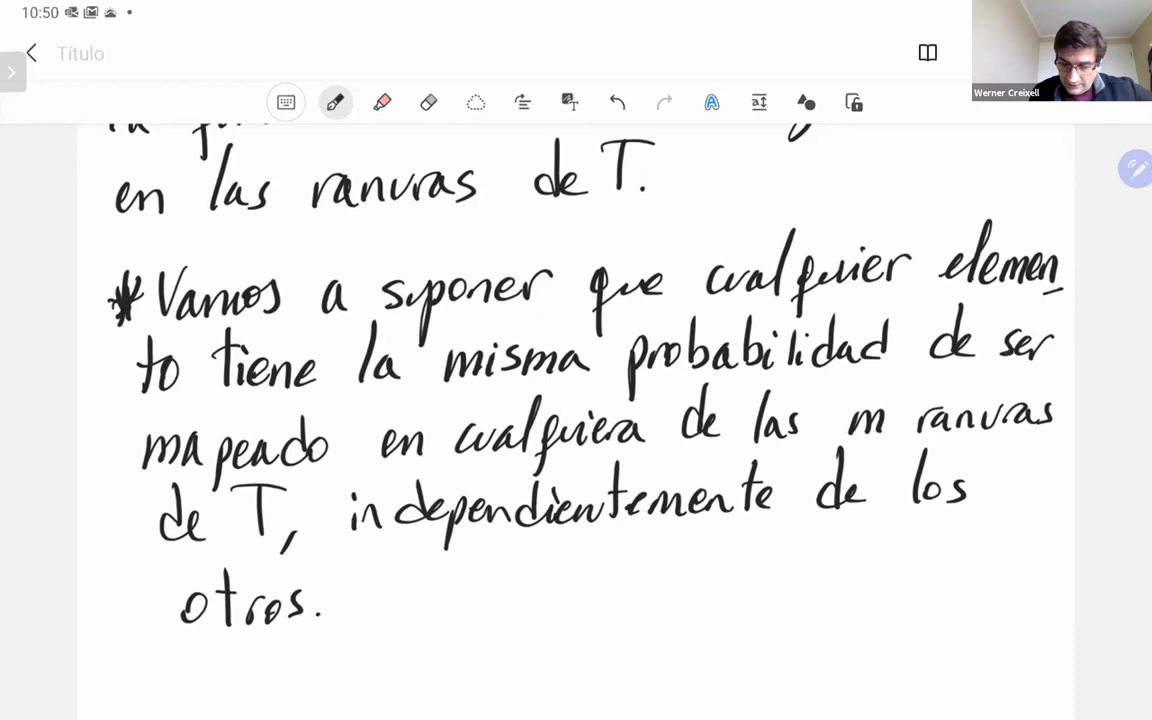 10:50
Título
Werner Creixell
en las ranuras de T.
* Vamos a suponer que cualquier elemen
to tiene la misma probabilidad de ser
mapeado en cualquiera de las m ranuras
de T, independientemente de los
otros.